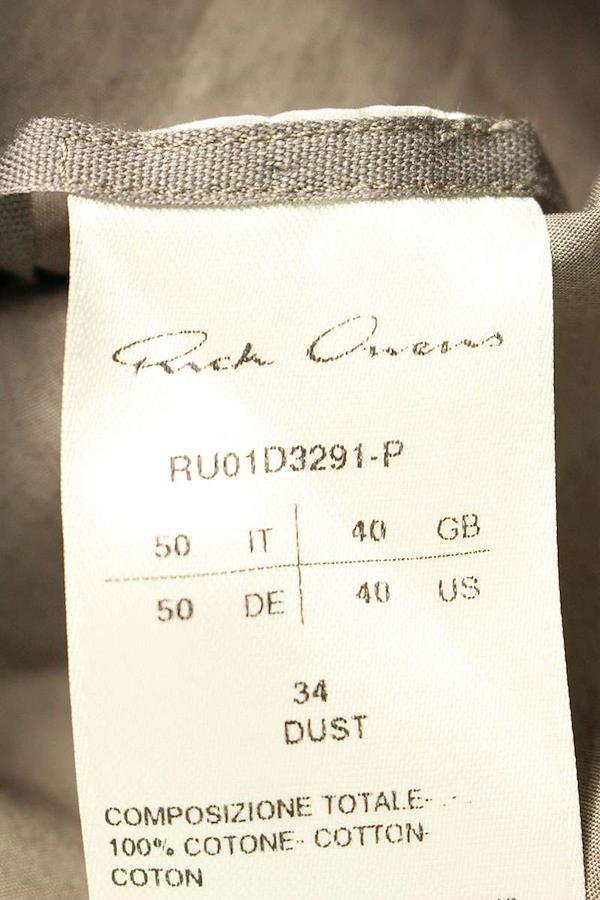 Rick Owens
RU01D3291-P
50 IT 40 GB
50 DE 40 US
34
DUST
COMPOSIZIONE TOTALE-
100% COTONE- COTTON-
COTON